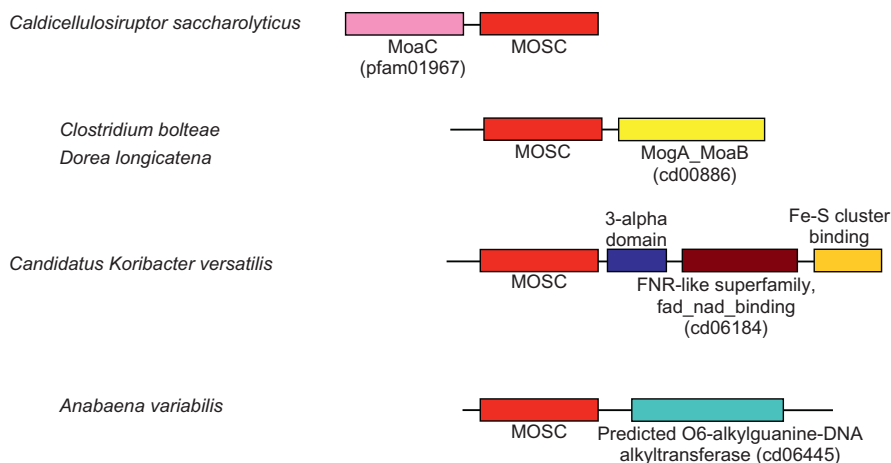 Caldicellulosiruptor saccharolyticus
MoaC
(pfam01967)
MOSC
Clostridium bolteae
Dorea longicatena
MOSC
MogA_MoaB
(cd00886)
Candidatus Koribacter versatilis
MOSC
3-alpha
domain
FNR-like superfamily,
fad_nad_binding
(cd06184)
Fe-S cluster
binding
Anabaena variabilis
MOSC
Predicted O6-alkylguanine-DNA
alkyltransferase (cd06445)